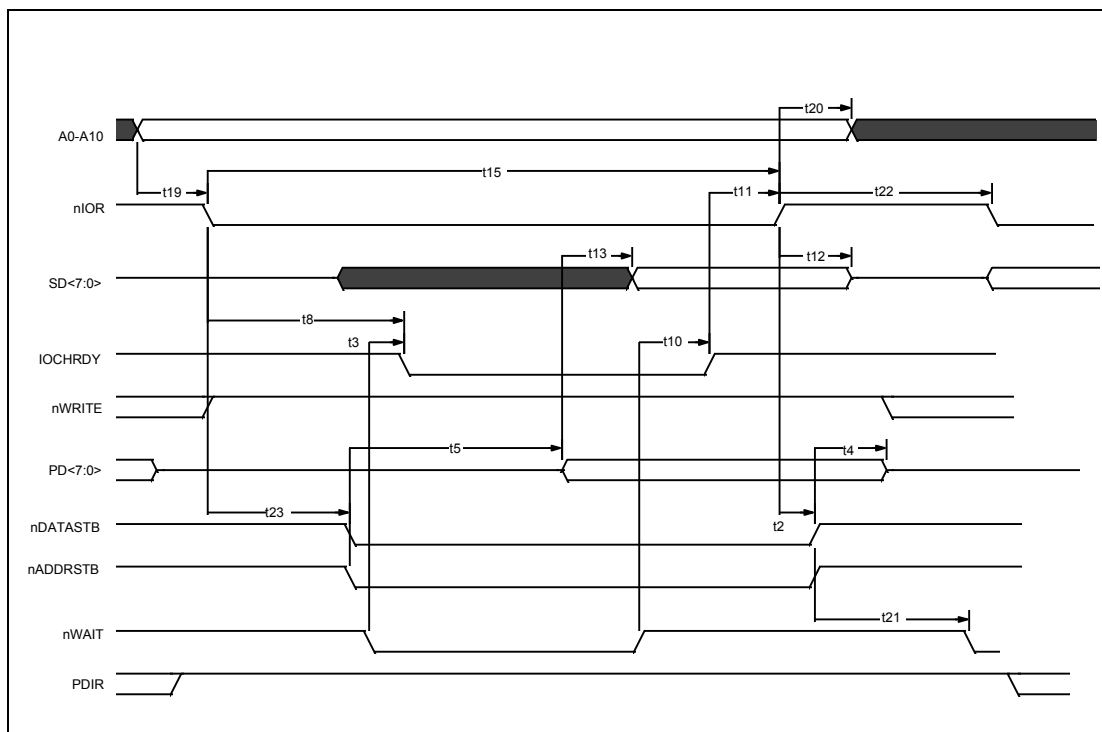 t20
A0-A10
t19
t15
t11
t22
nIOR
t13
t12
SD<7:0>
t8
t3
t10
IOCHRDY
nWRITE
t5
t4
PD<7:0>
t23
t2
nDATASTB
nADDRSTB
t21
nWAIT
PDIR